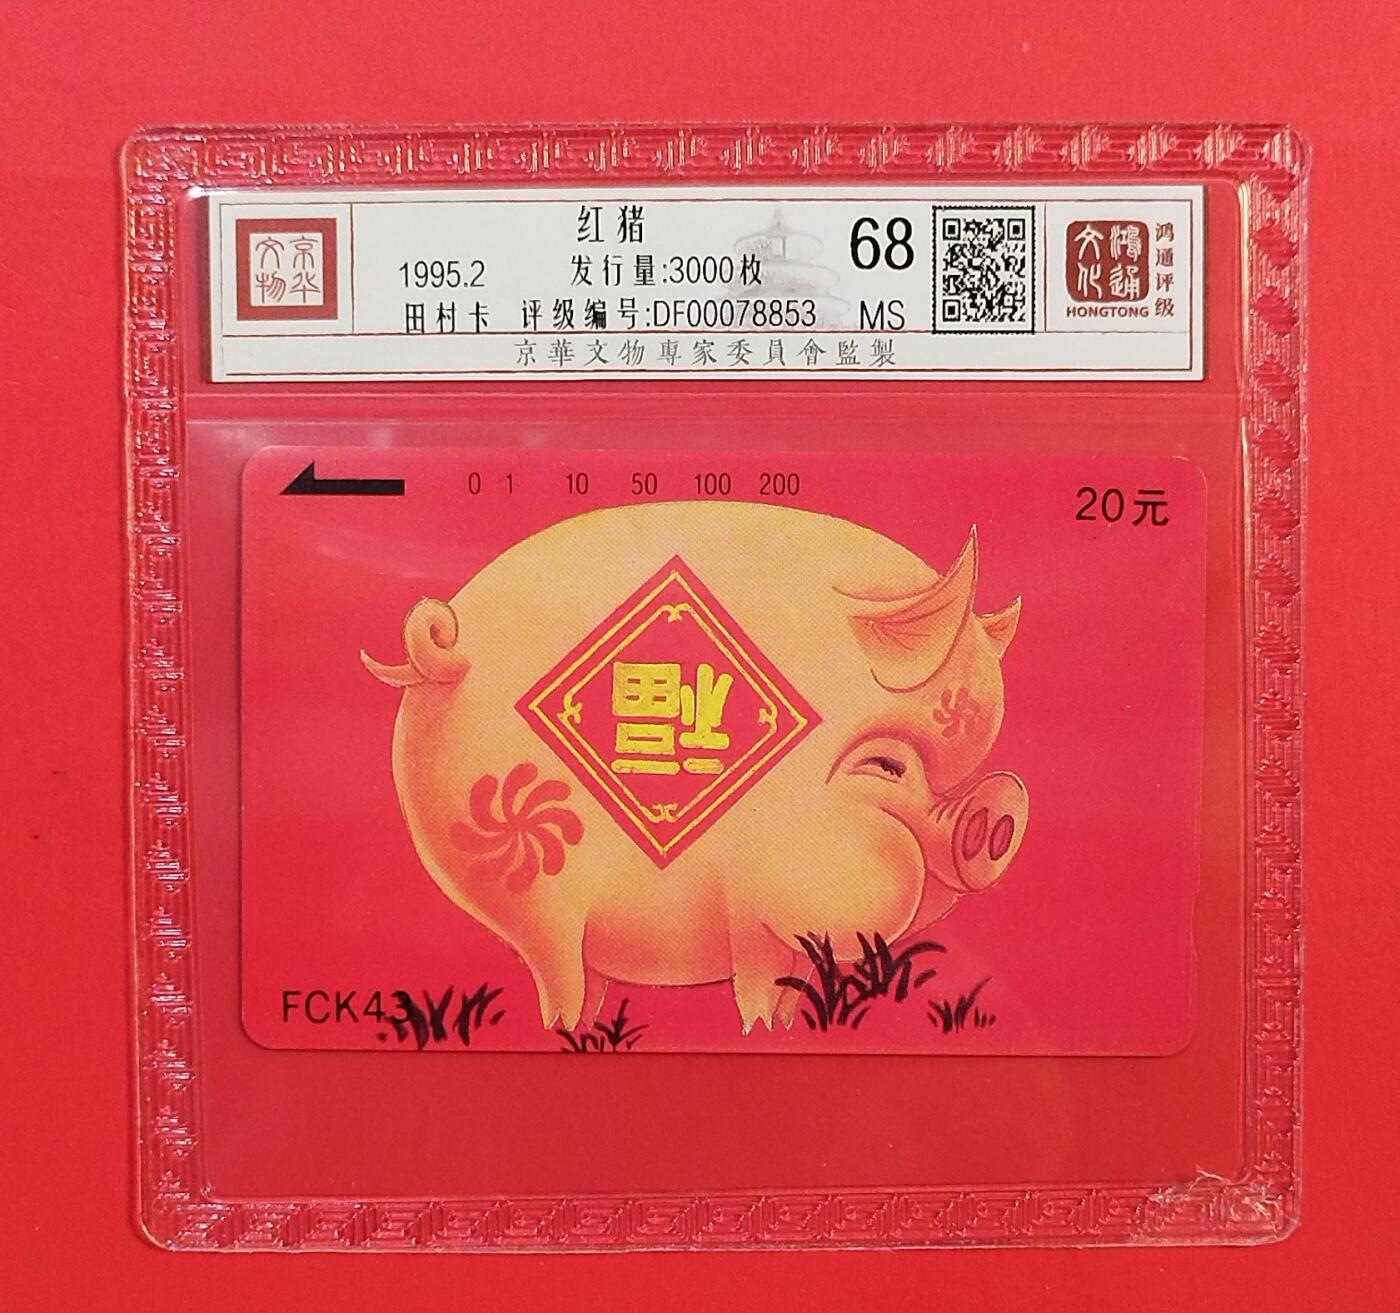 京华
文物
红猪
1995.2 发行量:3000枚
田村卡 评级编号:DF00078853
68
MS
鸿通
文化
HONGTONG
鸿通评级
京華文物專家委員會監製
0 1 10 50 100 200
20元
福
FCK43